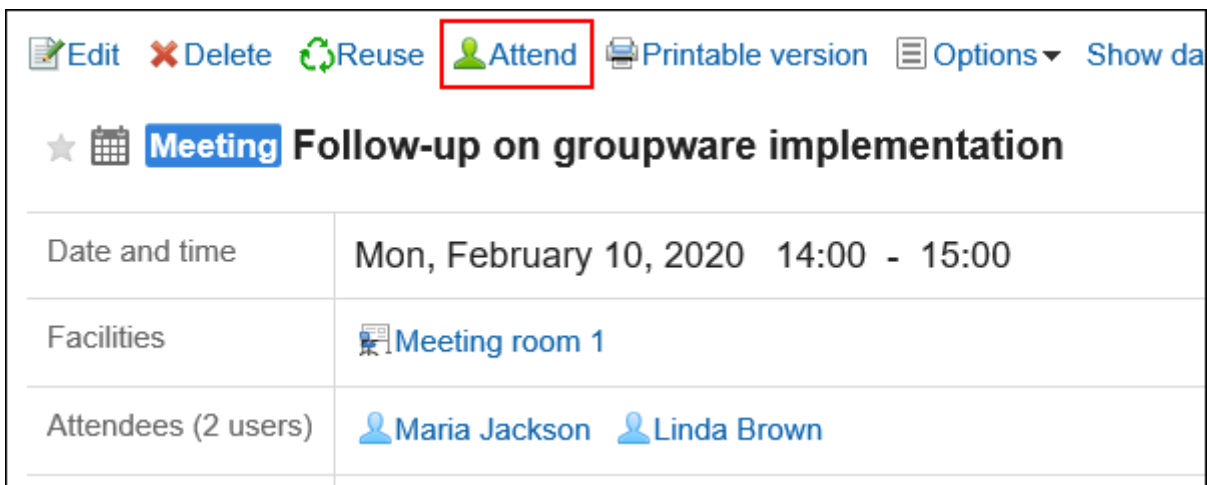 Edit Delete Reuse Attend Printable version Options Show da
Meeting Follow-up on groupware implementation
Date and time Mon, February 10, 2020 14:00 - 15:00
Facilities Meeting room 1
Attendees (2 users) Maria Jackson Linda Brown